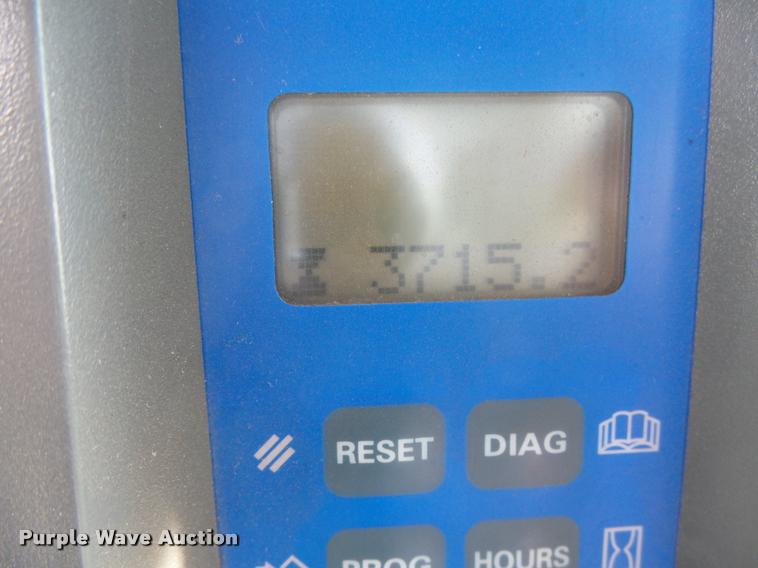 3715.2
RESET
DIAG
PROG
HOURS
Purple Wave Auction